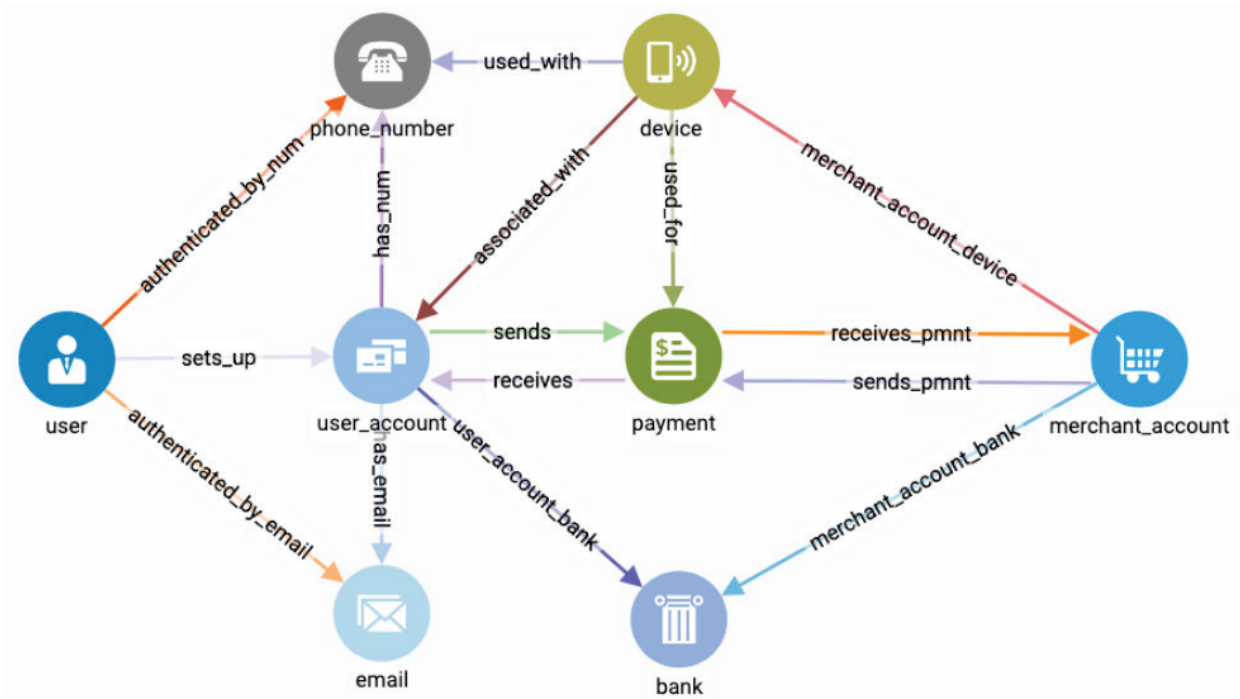 used_with
phone_number
device
authenticated_by_num
has_num
associated_with
used_for
merchant_account_device
sends
receives_pmnt
sets_up
receives
sends_pmnt
user
user_account
payment
merchant_account
$
authenticated_by_email
has_email
user_account_bank
merchant_account_bank
email
bank